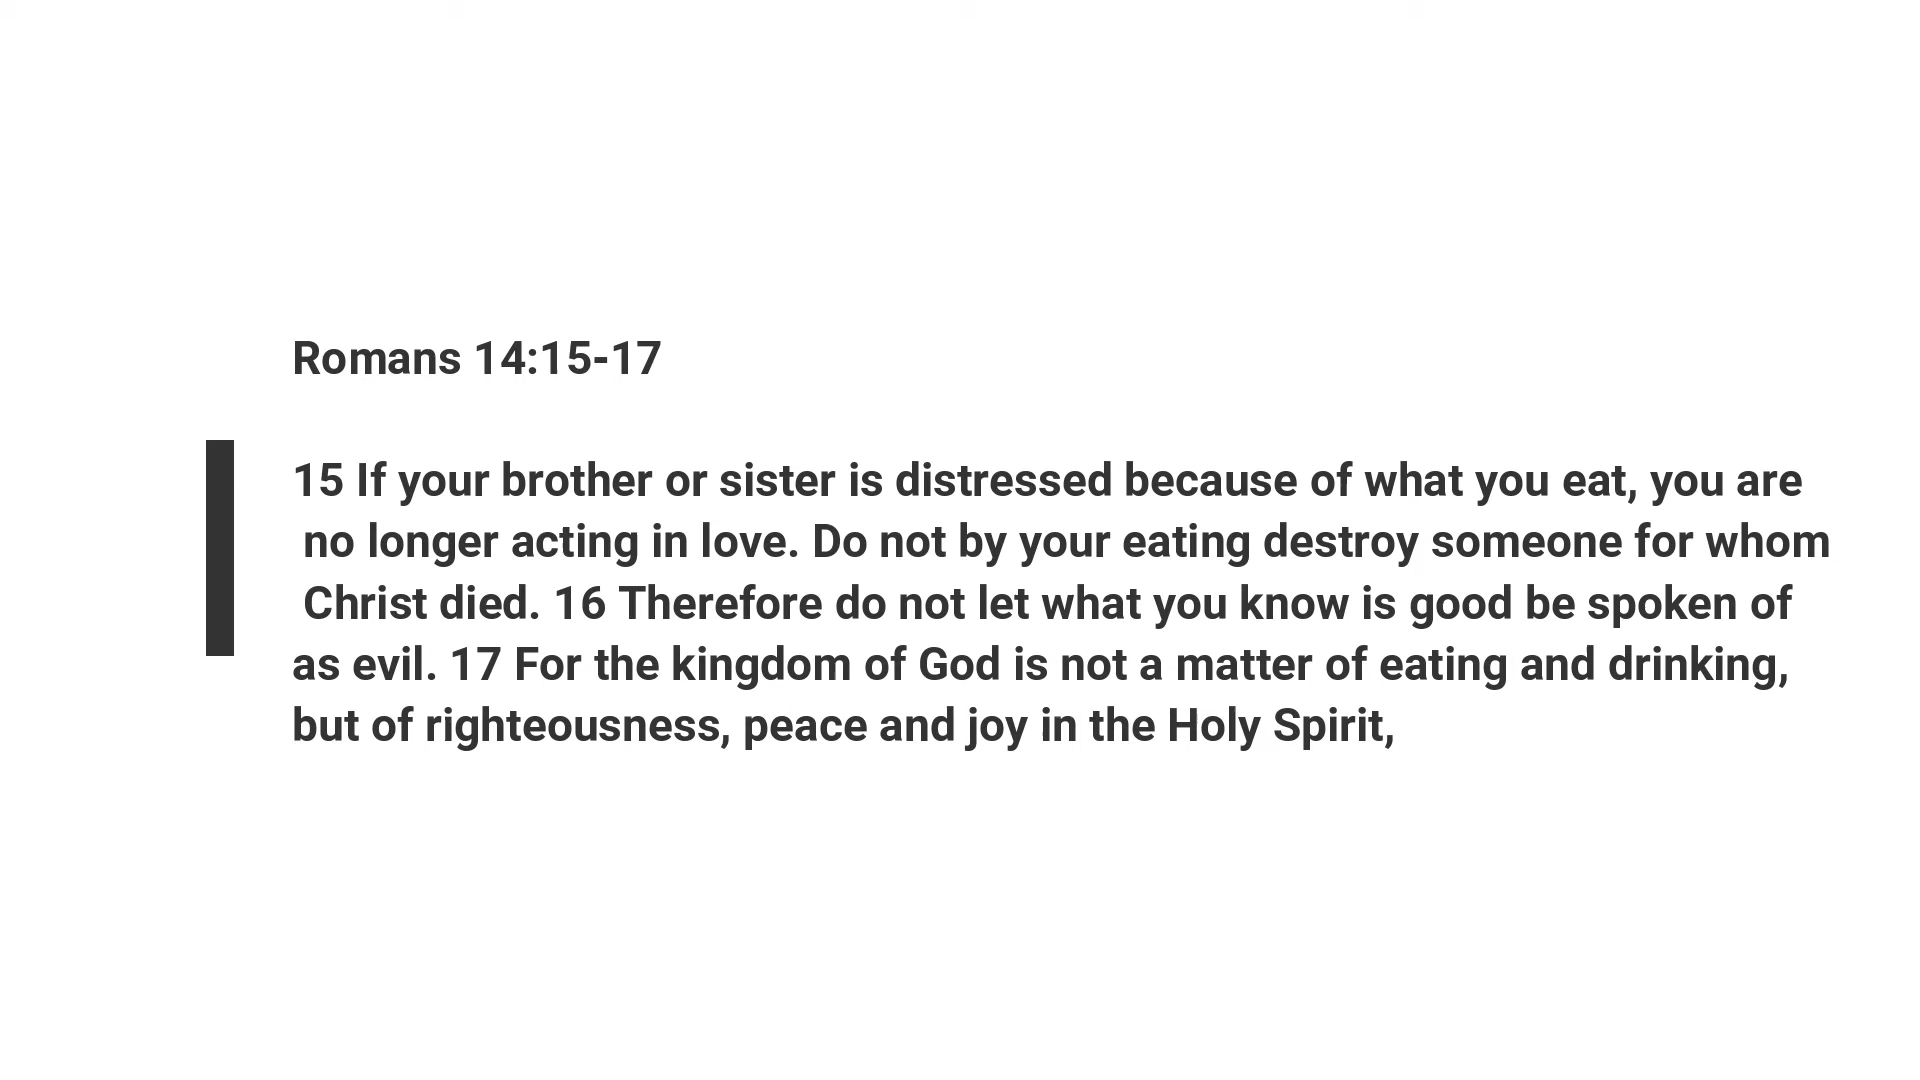 Romans 14:15-17
15 If your brother or sister is distressed because of what you eat, you are
no longer acting in love. Do not by your eating destroy someone for whom
Christ died. 16 Therefore do not let what you know is good be spoken of
as evil. 17 For the kingdom of God is not a matter of eating and drinking,
but of righteousness, peace and joy in the Holy Spirit,